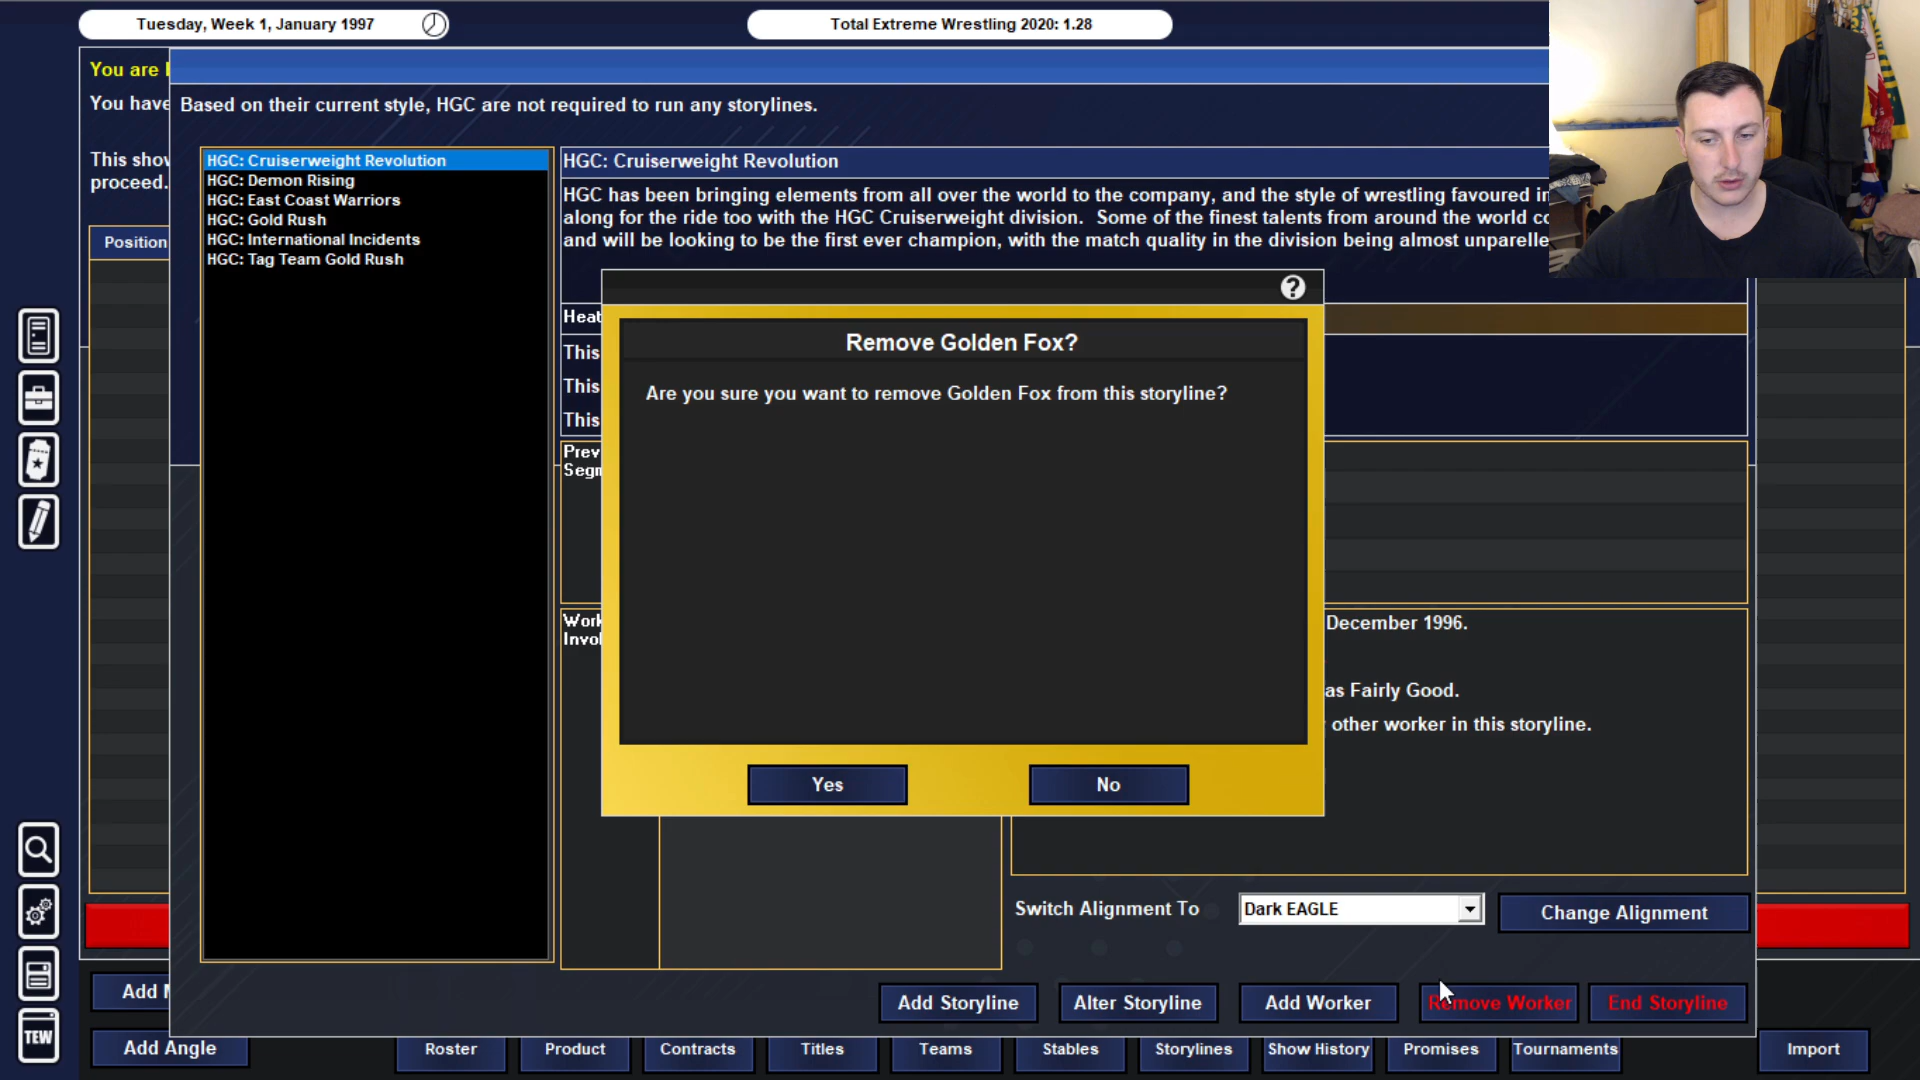 Tuesday, Week 1, January 1997
Total Extreme Wrestling 2020: 1.28
You are
You have
This show
proceed.
Position
Based on their current style, HGC are not required to run any storylines.
HGC: Cruiserweight Revolution
HGC: Demon Rising
HGC: East Coast Warriors
HGC: Gold Rush
HGC: International Incidents
HGC: Tag Team Gold Rush
HGC: Cruiserweight Revolution
HGC has been bringing elements from all over the world to the company, and the style of wrestling favoured in
along for the ride too with the HGC Cruiserweight division. Some of the finest talents from around the world co
and will be looking to be the first ever champion, with the match quality in the division being almost unparelle
Heat
This
This
This
Prev
Segm
Work
Invol
Remove Golden Fox?
Are you sure you want to remove Golden Fox from this storyline?
Yes
No
December 1996.
as Fairly Good.
other worker in this storyline.
Switch Alignment To
Dark EAGLE
Change Alignment
Add Storyline
Alter Storyline
Add Worker
Remove Worker
End Storyline
Add M
Add Angle
Roster
Product
Contracts
Titles
Teams
Stables
Storylines
Show History
Promises
Tournaments
Import
TEW